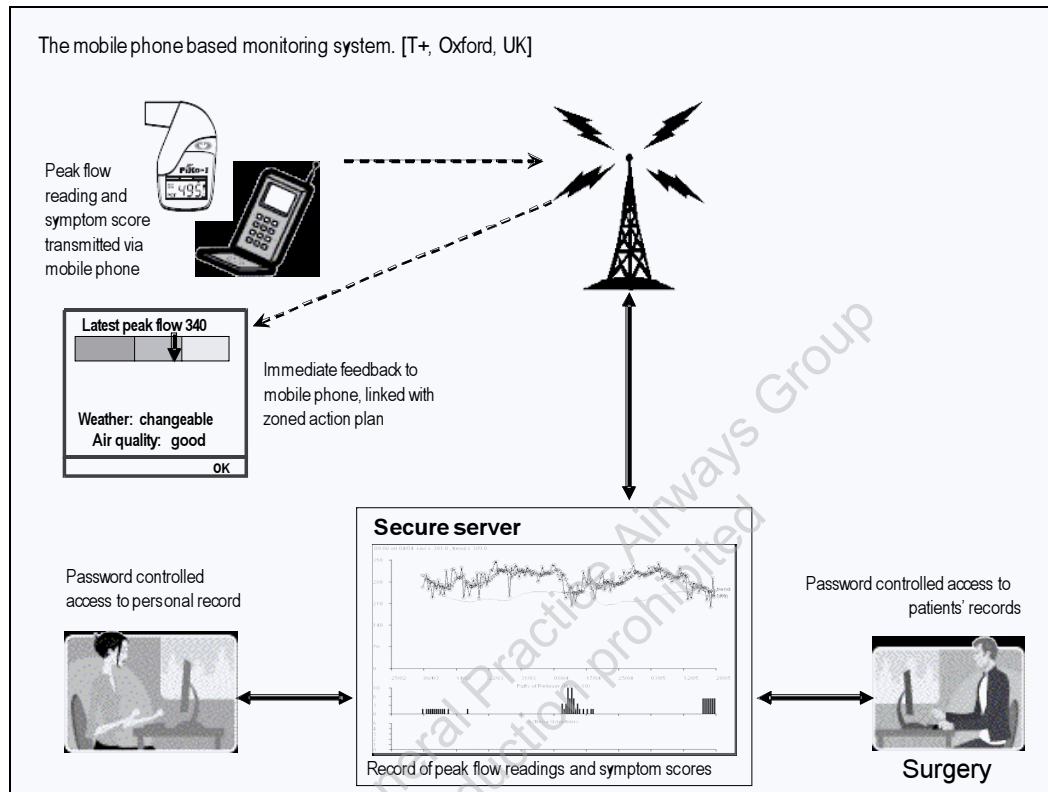 The mobile phone based monitoring system. [T+, Oxford, UK]
Peak flow
reading and
symptom score
transmitted via
mobile phone
PiKo-1
495
Latest peak flow 340
Weather: changeable
Air quality: good
OK
Immediate feedback to
mobile phone, linked with
zoned action plan
Secure server
Record of peak flow readings and symptom scores
Password controlled
access to personal record
Password controlled access to
patients' records
Surgery
General Practice Airways Group
prohibited